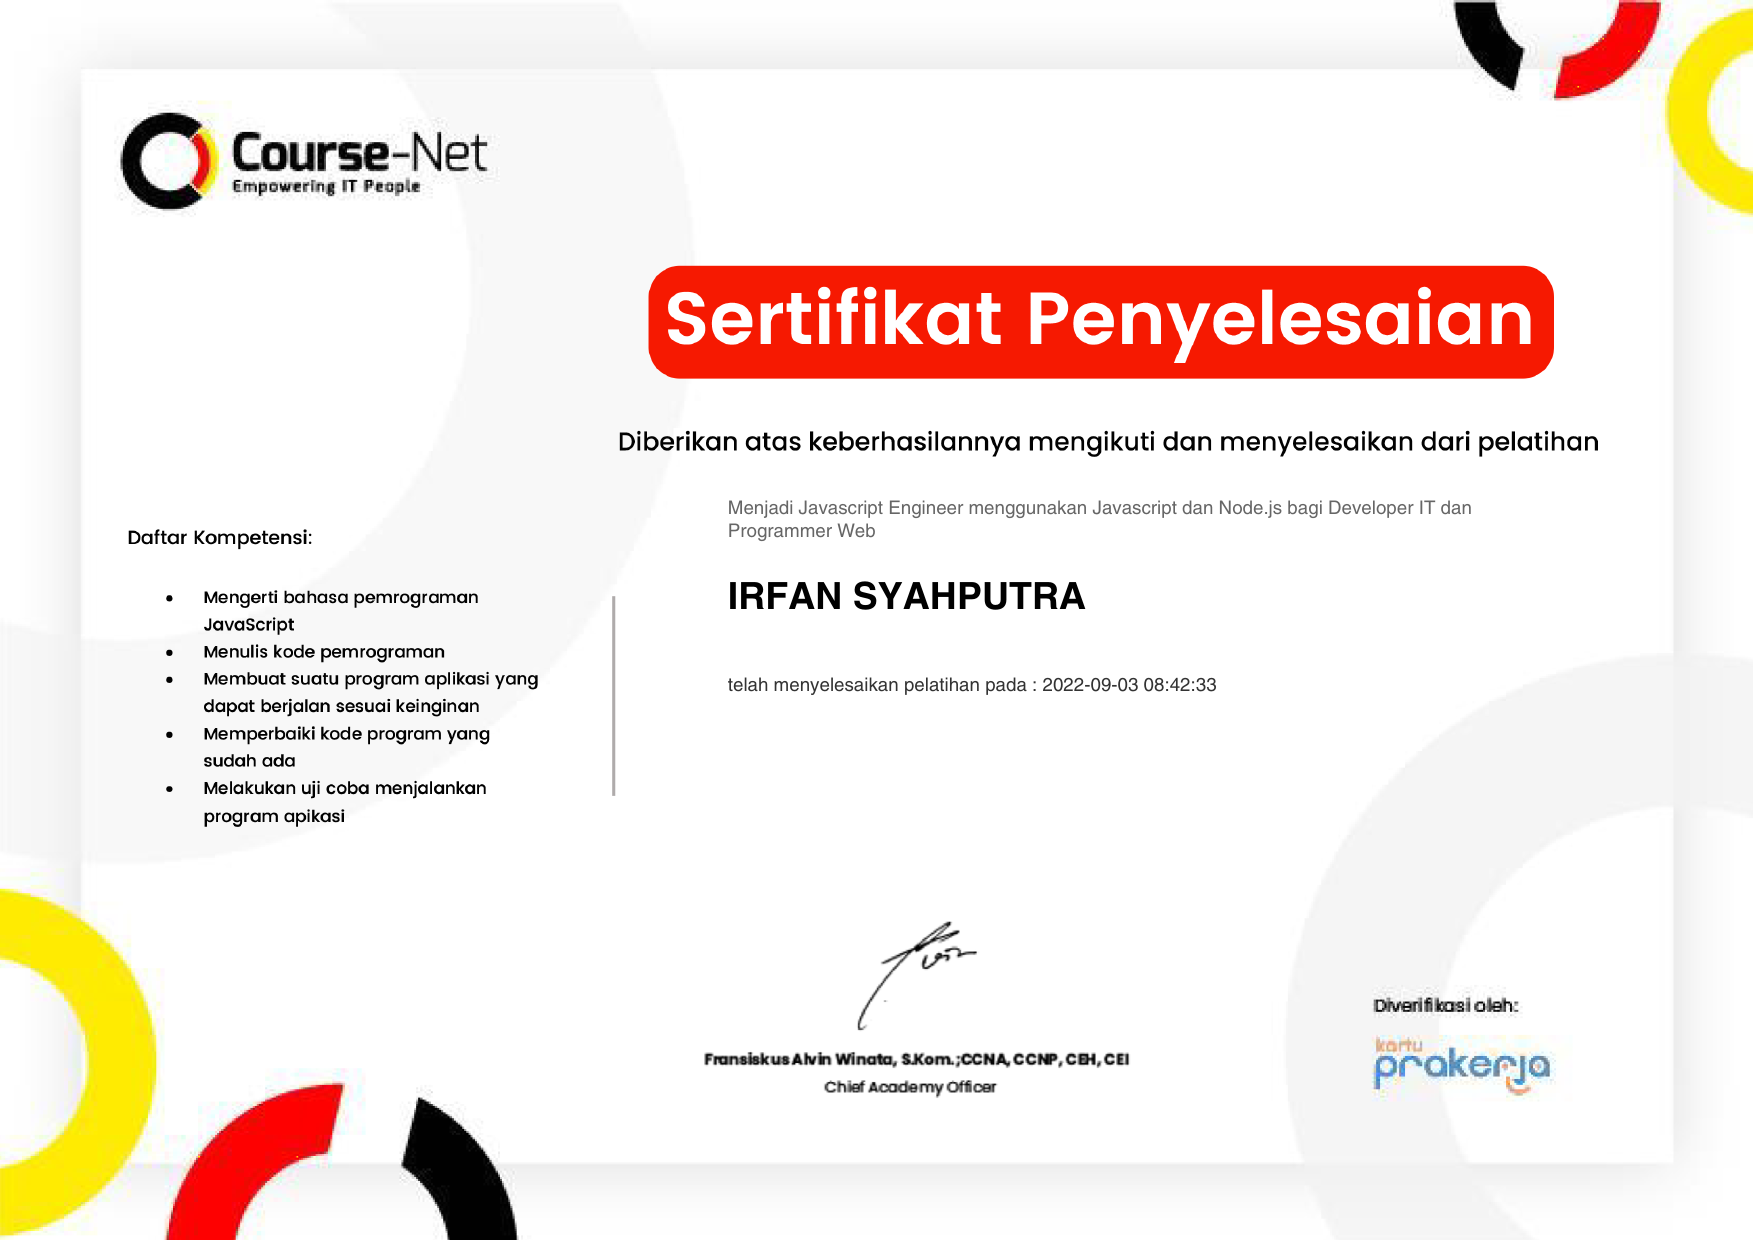 Course-Net
Empowering IT People
Sertifikat Penyelesaian
Diberikan atas keberhasilannya mengikuti dan menyelesaikan dari pelatihan
Menjadi Javascript Engineer menggunakan Javascript dan Node.js bagi Developer IT dan
Programmer Web
IRFAN SYAHPUTRA
telah menyelesaikan pelatihan pada : 2022-09-03 08:42:33
Daftar Kompetensi:
• Mengerti bahasa pemrograman
JavaScript
• Menulis kode pemrograman
• Membuat suatu program aplikasi yang
dapat berjalan sesuai keinginan
• Memperbaiki kode program yang
sudah ada
• Melakukan uji coba menjalankan
program apikasi
Fransiskus Alvin Winata, S.Kom.;CCNA, CCNP, CEH, CEI
Chief Academy Officer
Diverifikasi oleh:
kartu
prakerja